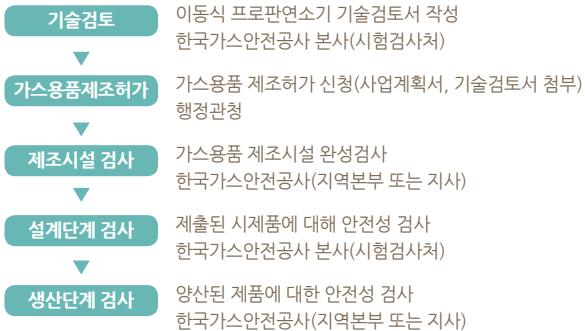 기술검토
이동식 프로판연소기 기술검토서 작성
한국가스안전공사 본사(시험검사처)
가스용품제조허가
가스용품 제조허가 신청(사업계획서, 기술검토서 첨부)
행정관청
제조시설 검사
가스용품 제조시설 완성검사
한국가스안전공사(지역본부 또는 지사)
설계단계 검사
제출된 시제품에 대해 안전성 검사
한국가스안전공사 본사(시험검사처)
생산단계 검사
양산된 제품에 대한 안전성 검사
한국가스안전공사(지역본부 또는 지사)